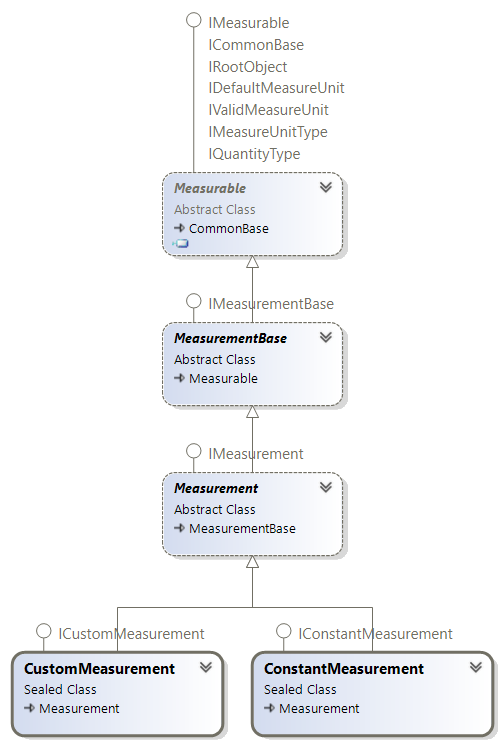 IMeasurable
ICommonBase
IRootObject
IDefaultMeasureUnit
IValidMeasureUnit
IMeasureUnitType
IQuantityType
Measurable
Abstract Class
CommonBase
IMeasurementBase
MeasurementBase
Abstract Class
Measurable
IMeasurement
Measurement
Abstract Class
MeasurementBase
ICustomMeasurement
CustomMeasurement
Sealed Class
Measurement
IConstantMeasurement
ConstantMeasurement
Sealed Class
Measurement